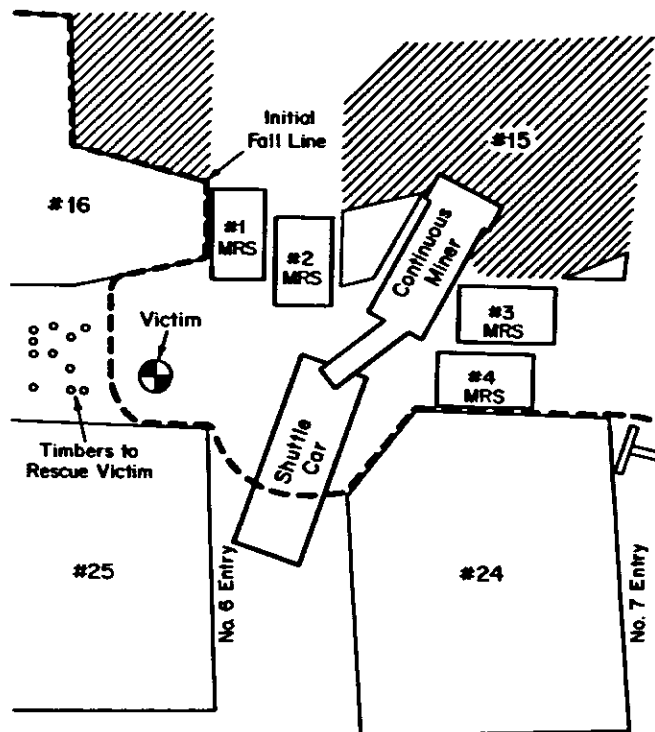 Initial
Fall Line
#15
#16
#1
MRS
#2
MRS
Continuous
Miner
#3
MRS
Victim
#4
MRS
Timbers to
Rescue Victim
Shuttle
Car
#25
No. 6 Entry
#24
No. 7 Entry